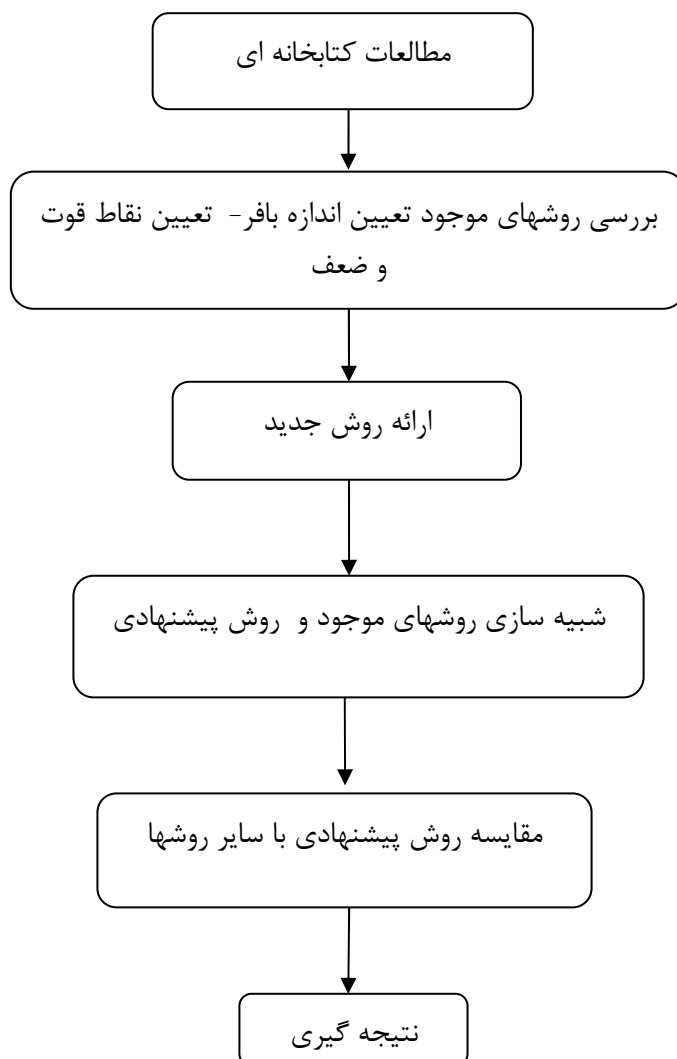 مطالعات کتابخانه ای
بررسی روشهای موجود تعیین اندازه بافر- تعیین نقاط قوت
و ضعف
ارائه روش جدید
شبیه سازی روشهای موجود و روش پیشنهادی
مقایسه روش پیشنهادی با سایر روشها
نتیجه گیری